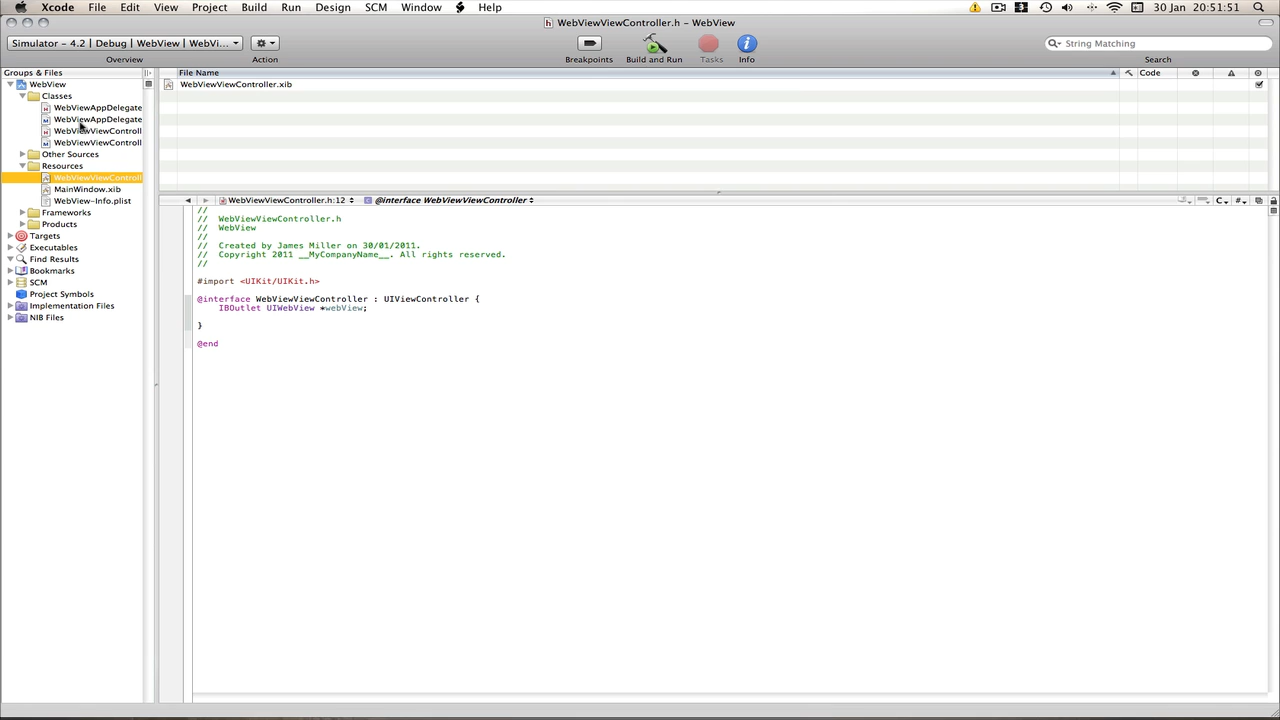 Xcode File Edit View Project Build Run Design SCM Window Help 30 Jan 20:51:51
WebViewViewController.h - WebView
Simulator - 4.2 | Debug | WebView | WebVi...
String Matching
Overview Action Breakpoints Build and Run Tasks Info Search
Groups & Files File Name Code
WebView
WebViewViewController.xib
Classes
WebViewAppDelegate
WebViewAppDelegate
WebViewViewControll
WebViewViewControll
Other Sources
Resources
WebViewViewControll
MainWindow.xib
WebView-Info.plist
Frameworks
Products
Targets
Executables
Find Results
Bookmarks
SCM
Project Symbols
Implementation Files
NIB Files
WebViewViewController.h:12 @interface WebViewViewController
//
// WebViewViewController.h
// WebView
//
// Created by James Miller on 30/01/2011.
// Copyright 2011 __MyCompanyName__. All rights reserved.
//
#import <UIKit/UIKit.h>
@interface WebViewViewController : UIViewController {
IBOutlet UIWebView *webView;
}
@end